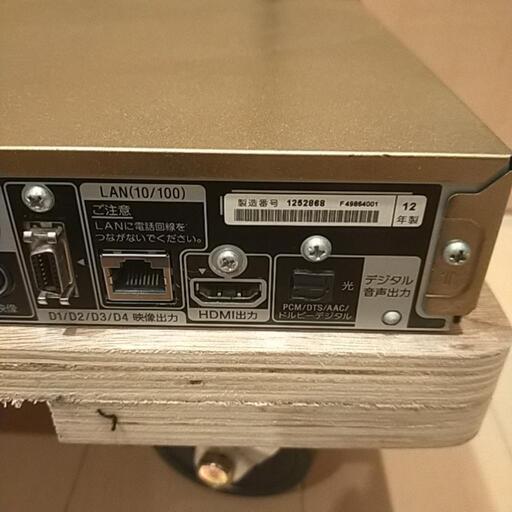 LAN(10/100)
ご注意
LANに電話回線を
つながないでください。
製造番号 1252868 F49864001
12
年製
映像
D1/D2/D3/D4 映像出力
HDMI出力
光
デジタル
音声出力
PCM/DTS/AAC/
ドルビーデジタル